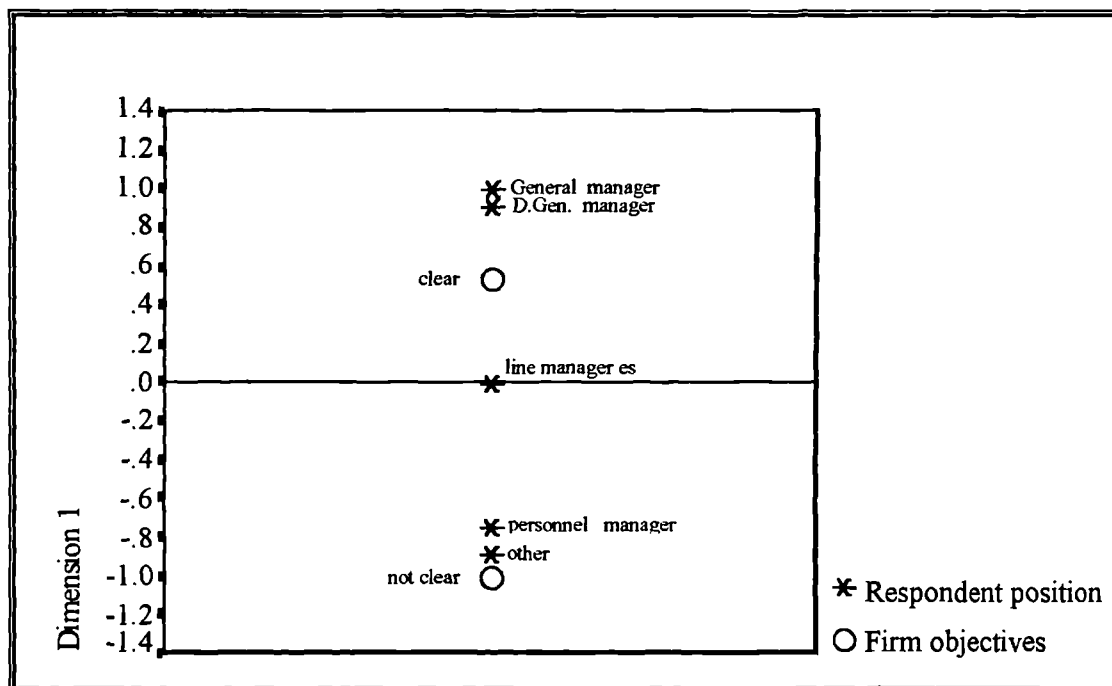 1.4
1.2
1.0
General manager
.8
D.Gen. manager
.6
clear
.4
.2
line manager es
.0
-.2
-.4
-.6
personnel manager
-.8
other
-1.0
not clear
-1.2
-1.4
Dimension 1
Respondent position
Firm objectives